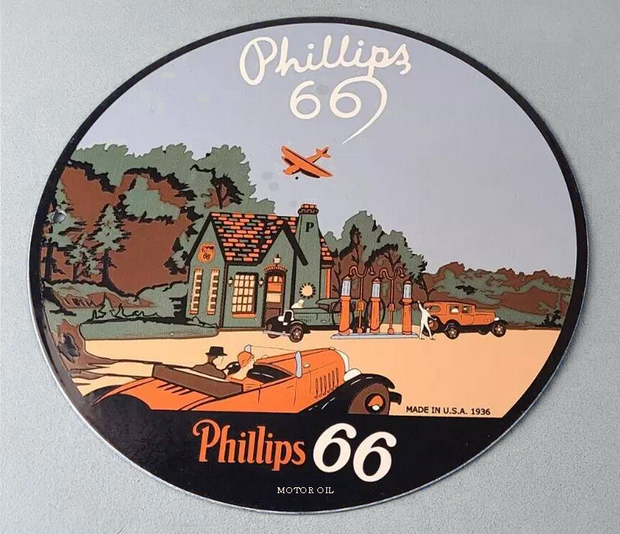 Phillips
66
P
MADE IN U.S.A. 1936
Phillips 66
MOTOR OIL